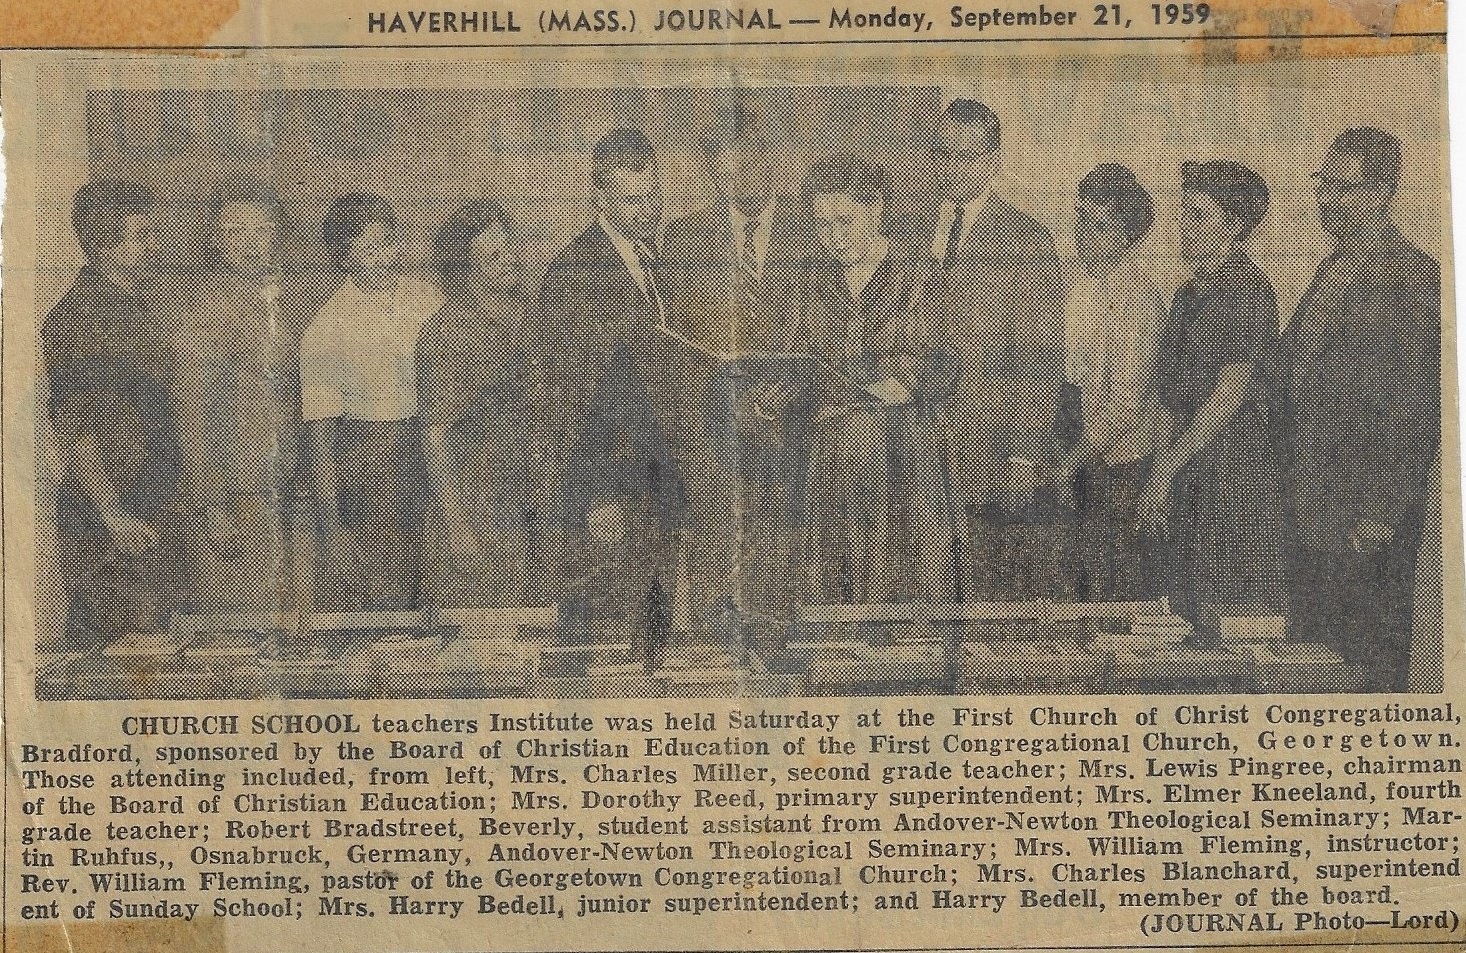 HAVERHILL (MASS.) JOURNAL — Monday, September 21, 1959
CHURCH SCHOOL teachers Institute was held Saturday at the First Church of Christ Congregational,
Bradford, sponsored by the Board of Christian Education of the First Congregational Church, Georgetown.
Those attending included, from left, Mrs. Charles Miller, second grade teacher; Mrs. Lewis Pingree, chairman
of the Board of Christian Education; Mrs. Dorothy Reed, primary superintendent; Mrs. Elmer Kneeland, fourth
grade teacher; Robert Bradstreet, Beverly, student assistant from Andover-Newton Theological Seminary; Mar-
tin Ruhfus,, Osnabruck, Germany, Andover-Newton Theological Seminary; Mrs. William Fleming, instructor;
Rev. William Fleming, pastor of the Georgetown Congregational Church; Mrs. Charles Blanchard, superintend
ent of Sunday School; Mrs. Harry Bedell, junior superintendent; and Harry Bedell, member of the board.
(JOURNAL Photo—Lord)